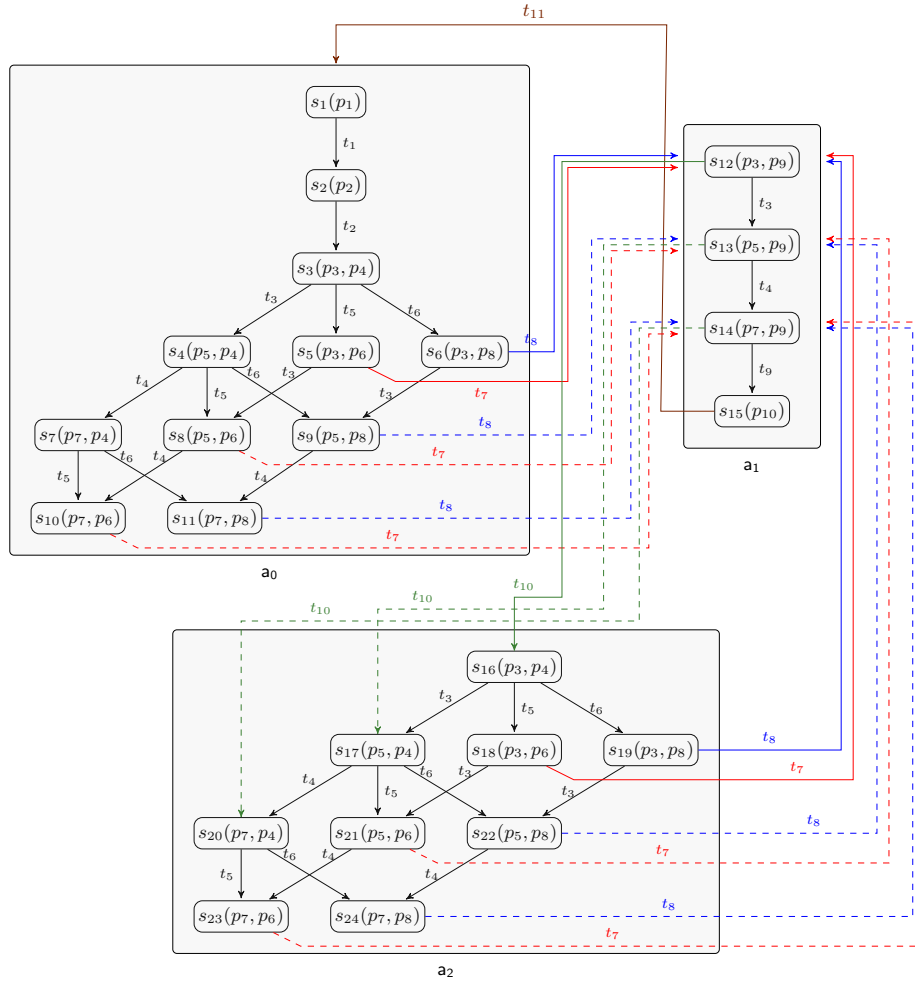 t₁₁
s₁(p₁)
t₁
s₂(p₂)
t₂
s₃(p₃, p₄)
t₃ t₅ t₆
s₄(p₅, p₄) s₅(p₃, p₆) s₆(p₃, p₈) t₈
t₄ t₅ t₆ t₃ t₃ t₇
s₇(p₇, p₄) s₈(p₅, p₆) s₉(p₅, p₈) t₈
t₅ t₆ t₄ t₄ t₇
s₁₀(p₇, p₆) s₁₁(p₇, p₈) t₈
t₇
a₀
s₁₂(p₃, p₉)
t₃
s₁₃(p₅, p₉)
t₄
s₁₄(p₇, p₉)
t₉
s₁₅(p₁₀)
a₁
t₁₀
t₁₀
t₁₀
s₁₆(p₃, p₄)
t₃ t₅ t₆
s₁₇(p₅, p₄) s₁₈(p₃, p₆) s₁₉(p₃, p₈) t₈
t₄ t₅ t₆ t₃ t₃ t₇
s₂₀(p₇, p₄) s₂₁(p₅, p₆) s₂₂(p₅, p₈) t₈
t₅ t₆ t₄ t₄ t₇
s₂₃(p₇, p₆) s₂₄(p₇, p₈) t₈
t₇
a₂